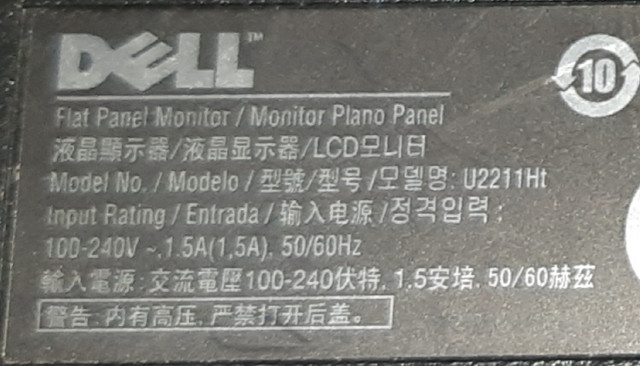 DELL™
10
Flat Panel Monitor / Monitor Plano Panel
液晶顯示器/液晶显示器/LCD모니터
Model No. / Modelo / 型號/型号 /모델명: U2211Ht
Input Rating / Entrada / 输入电源 /정격입력 :
100-240V ~,1.5A(1,5A), 50/60Hz
輸入電源: 交流電壓100-240伏特, 1.5安培, 50/60赫茲
警告: 内有高压, 严禁打开后盖。